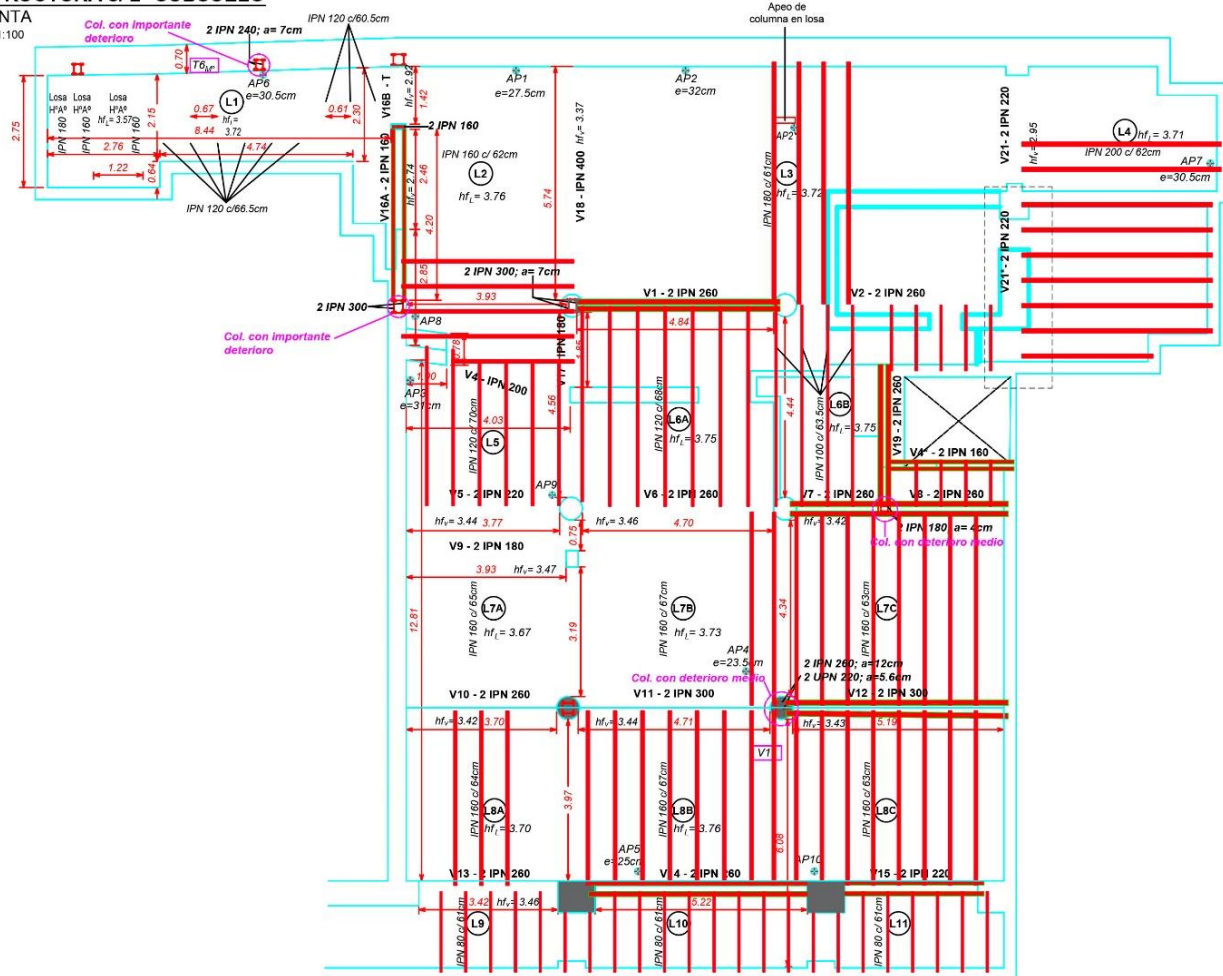 NTA
1:100
Col. con importante
deterioro
2 IPN 240; a= 7cm
IPN 120 c/60.5cm
Apeo de
columna en losa
0.70
AP6
e=30.5cm
AP1
e=27.5cm
AP2
e=32cm
Losa
HºAº
IPN 180
Losa
HºAº
IPN 160
Losa
HºAº
hfL= 3.57
IPN 160
2.75
2.76
1.22
0.64
2.15
0.67
L1
hfL=
3.72
8.44
4.74
0.61
2.30
IPN 120 c/66.5cm
V16B - T
hfv= 2.92
1.42
2 IPN 160
V16A - 2 IPN 160
hfv= 2.74
2.46
4.20
2.85
IPN 160 c/ 62cm
L2
hfL= 3.76
5.74
V18 - IPN 400
hfv= 3.37
AP2
IPN 180 c/ 61cm
L3
hfL= 3.72
V21- 2 IPN 220
hfv= 2.95
L4
hfL= 3.71
IPN 200 c/ 62cm
AP7
e=30.5cm
V21*- 2 IPN 220
2 IPN 300; a= 7cm
3.93
2 IPN 300
Col. con importante
deterioro
AP8
V1 - 2 IPN 260
V2 - 2 IPN 260
4.84
0.78
V17
IPN 180
1.85
1.90
V4 - IPN 200
AP3
e=31cm
4.56
4.03
IPN 120 c/ 70cm
L5
IPN 120 c/ 68cm
L6A
hfL= 3.75
4.44
IPN 100 c/ 63.5cm
L6B
hfL= 3.75
V19 - 2 IPN 260
V4* - 2 IPN 160
AP9
V5 - 2 IPN 220
V6 - 2 IPN 260
V7 - 2 IPN 260
V8 - 2 IPN 260
hfv= 3.44
3.77
hfv= 3.46
4.70
hfv= 3.42
2 IPN 180; a= 4cm
Col. con deterioro medio
0.75
V9 - 2 IPN 180
3.93
hfv= 3.47
12.81
IPN 160 c/ 65cm
L7A
hfL= 3.67
3.19
IPN 160 c/ 67cm
L7B
hfL= 3.73
4.34
IPN 160 c/ 63cm
L7C
AP4
e=23.5cm
2 IPN 260; a=12cm
2 UPN 220; a=5.6cm
Col. con deterioro medio
V10 - 2 IPN 260
V11 - 2 IPN 300
V12 - 2 IPN 300
hfv= 3.42
3.70
hfv= 3.44
4.71
hfv= 3.43
5.19
V1
IPN 160 c/ 64cm
L8A
hfL= 3.70
3.97
IPN 160 c/ 67cm
L8B
hfL= 3.76
6.08
IPN 160 c/ 63cm
L8C
AP5
e=25cm
AP10
V13 - 2 IPN 260
V14 - 2 IPN 260
V15 - 2 IPN 220
3.42
hfv= 3.46
5.22
IPN 80 c/ 61cm
L9
IPN 80 c/ 61cm
L10
IPN 80 c/ 61cm
L11